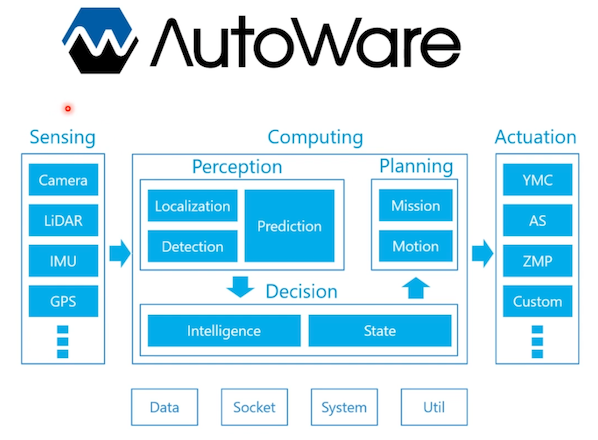 AutoWare
Sensing
Camera
LiDAR
IMU
GPS
Computing
Perception
Localization
Detection
Prediction
Planning
Mission
Motion
Decision
Intelligence
State
Actuation
YMC
AS
ZMP
Custom
Data
Socket
System
Util